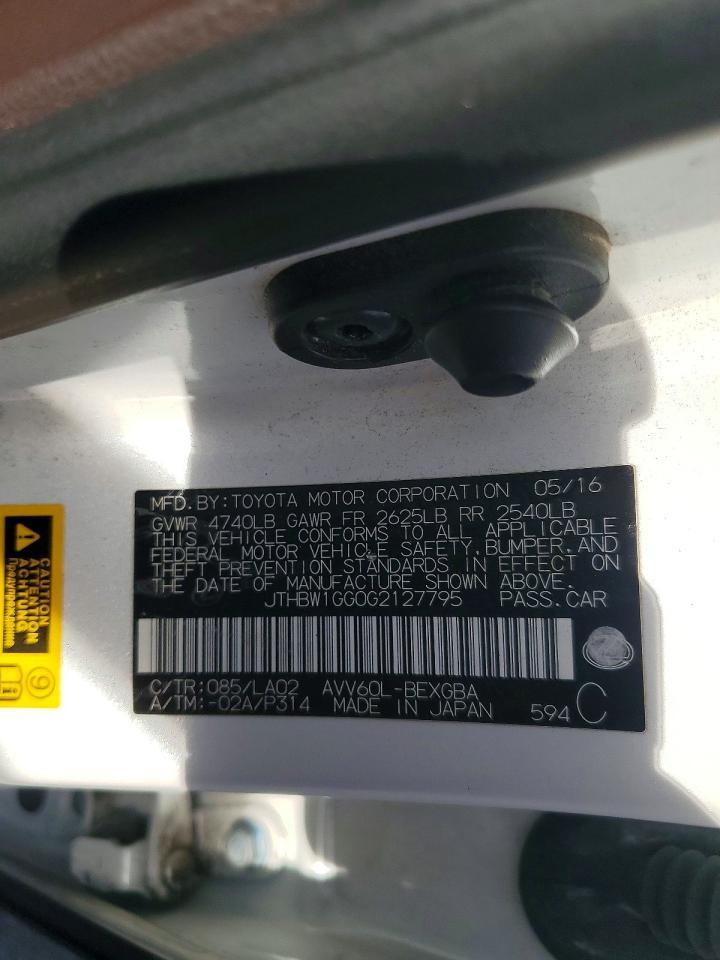 MFD.BY:TOYOTA MOTOR CORPORATION 05/16
GVWR 4740LB GAWR FR 2625LB RR 2540LB
THIS VEHICLE CONFORMS TO ALL APPLICABLE
FEDERAL MOTOR VEHICLE SAFETY,BUMPER,AND
THEFT PREVENTION STANDARDS IN EFFECT ON
THE DATE OF MANUFACTURE SHOWN ABOVE.
JTHBW1GG0G2127795 PASS.CAR
C/TR:085/LA02 AVV60L-BEXGBA
A/TM:-02A/P314 MADE IN JAPAN 594 C
CAUTION
ATTENTION
ACHTUNG
Предупреждение
9
i